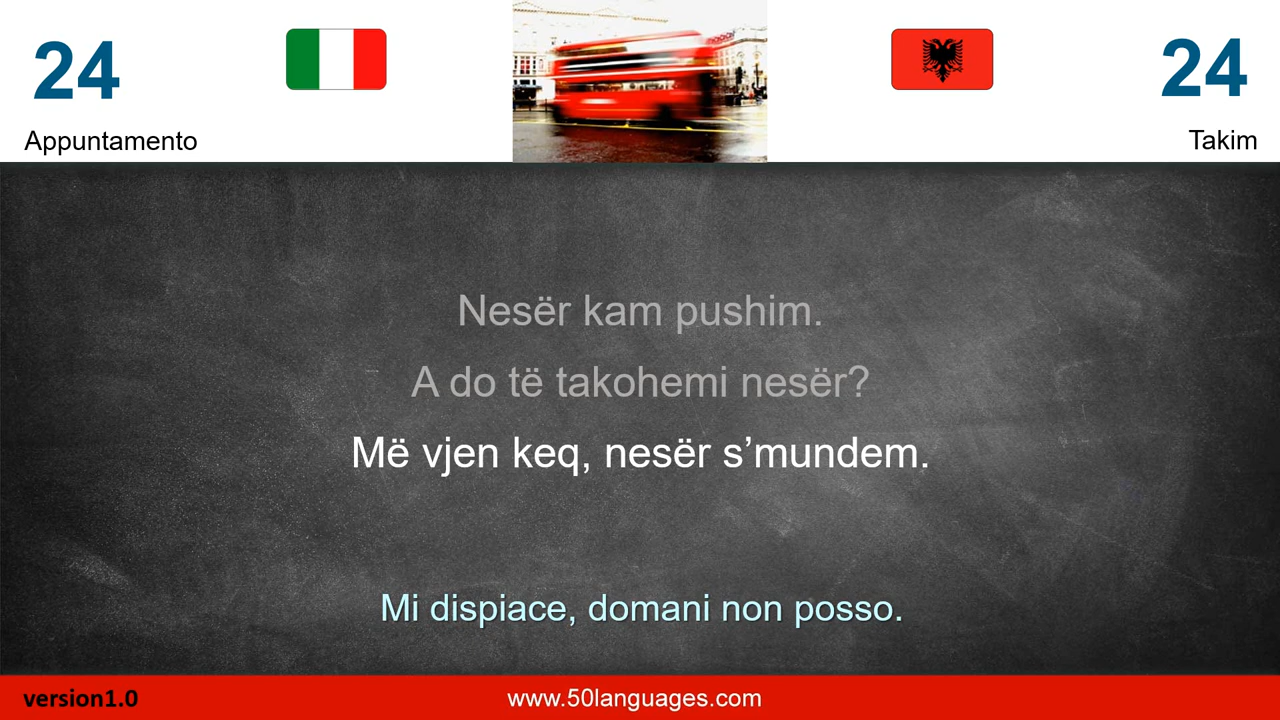 24
24
Appuntamento
Takim
Nesër kam pushim.
A do të takohemi nesër?
Më vjen keq, nesër s’mundem.
Mi dispiace, domani non posso.
version1.0
www.50languages.com